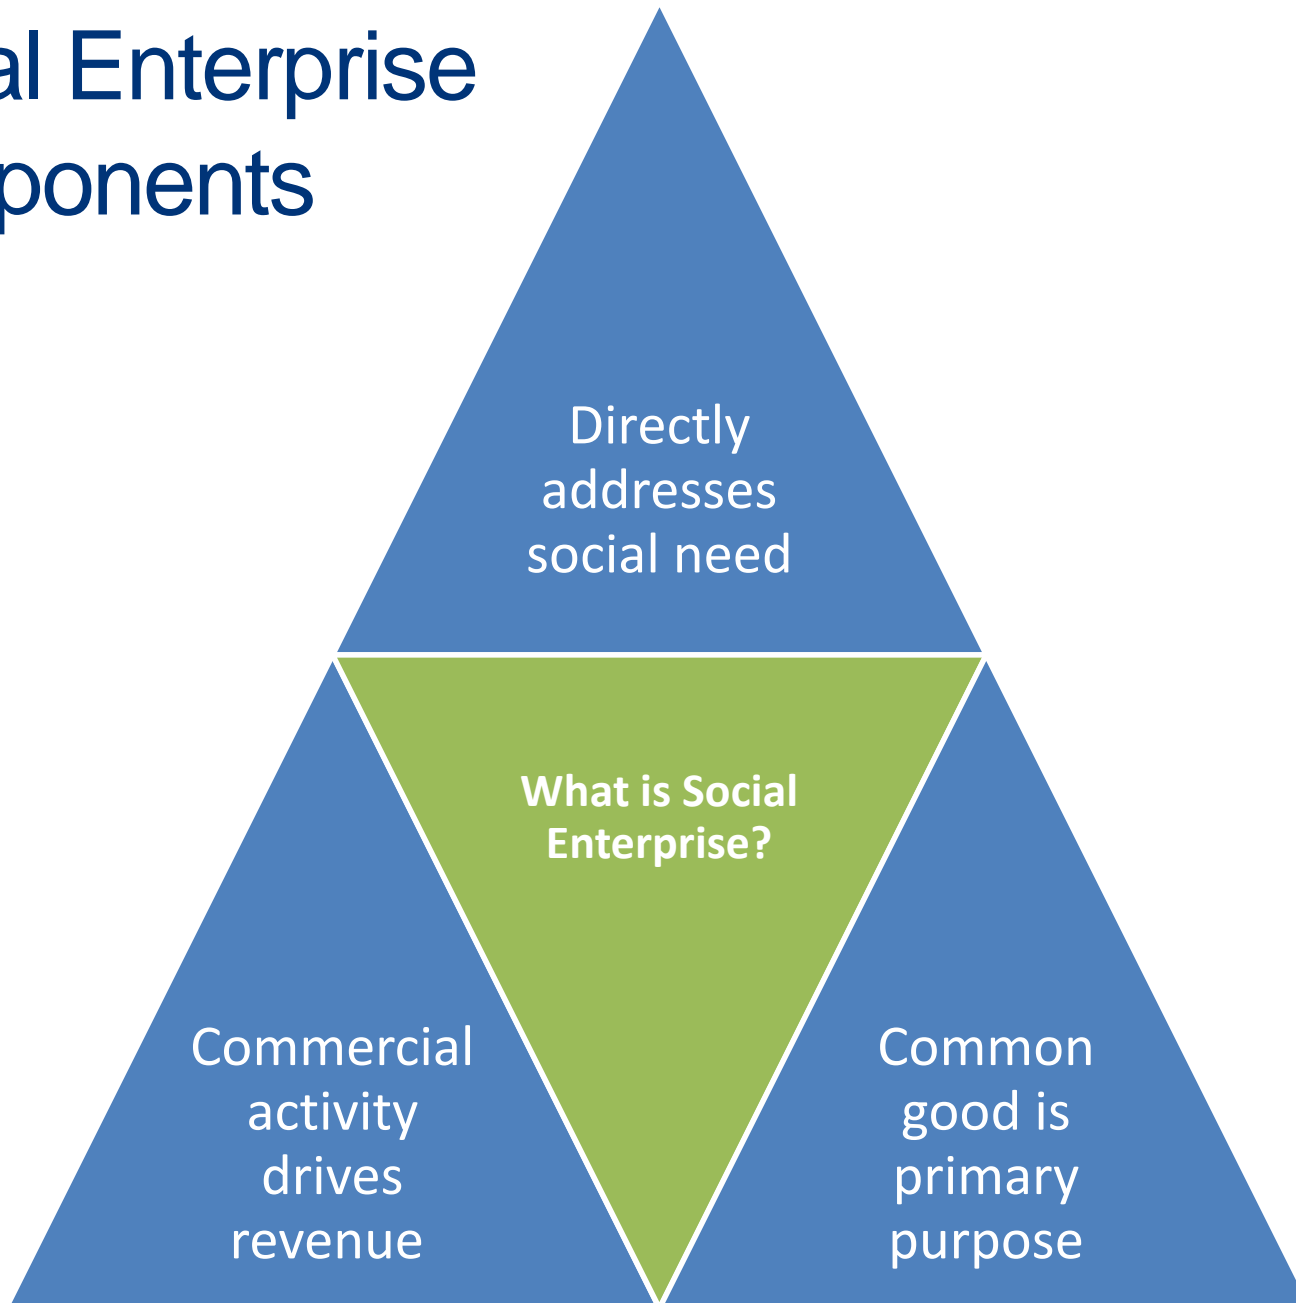 al Enterprise
ponents
Directly
addresses
social need
What is Social
Enterprise?
Commercial
activity
drives
revenue
Common
good is
primary
purpose